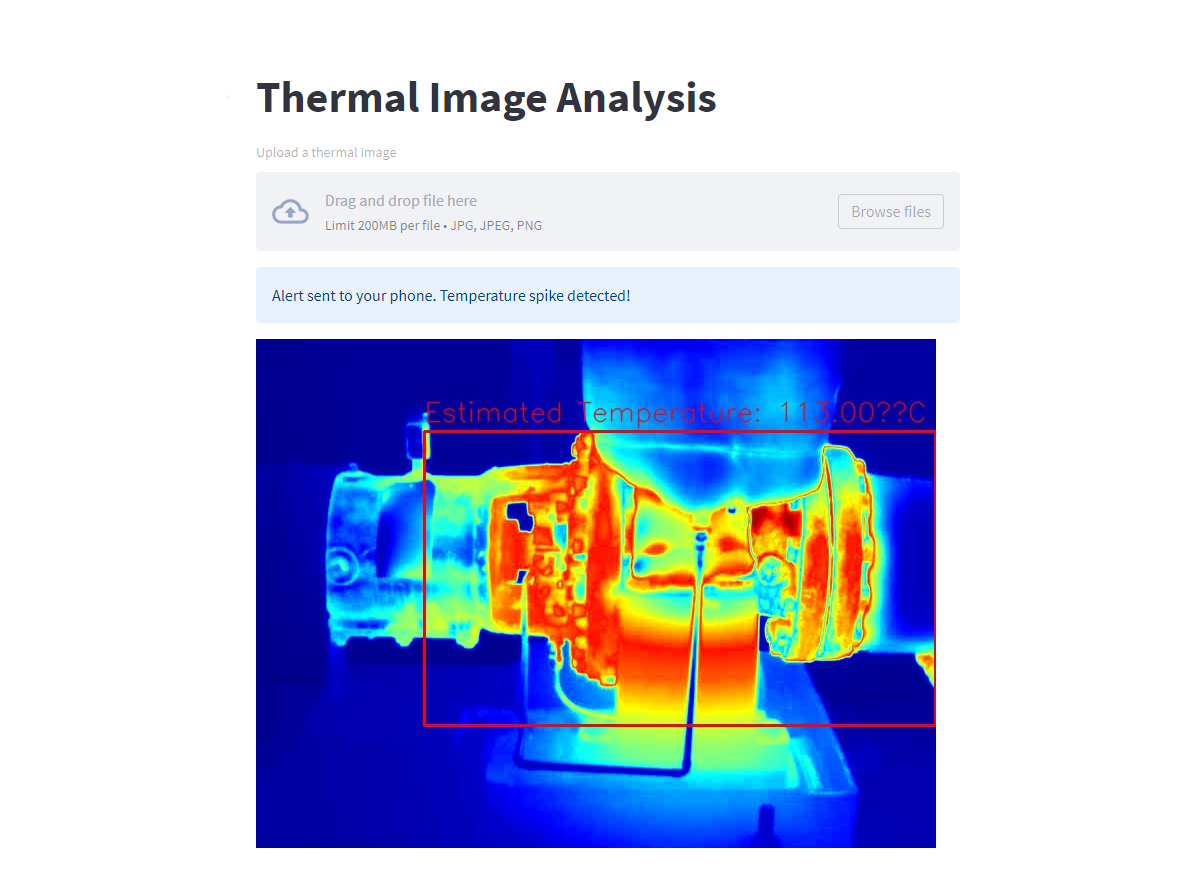 Thermal Image Analysis
Upload a thermal image
Drag and drop file here
Limit 200MB per file • JPG, JPEG, PNG
Browse files
Alert sent to your phone. Temperature spike detected!
Estimated Temperature: 113.00??C